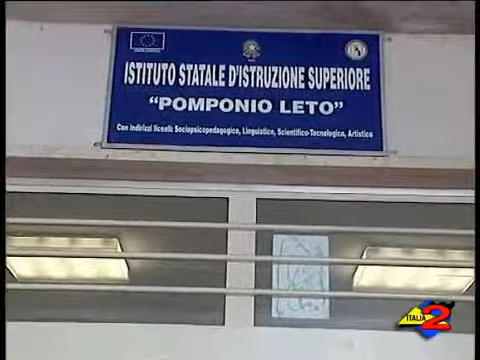 ISTITUTO STATALE D'ISTRUZIONE SUPERIORE
"POMPONIO LETO"
Con indirizzi liceali: Sociopsicopedagogico, Linguistico, Scientifico-Tecnologico, Artistico
ITALIA 2